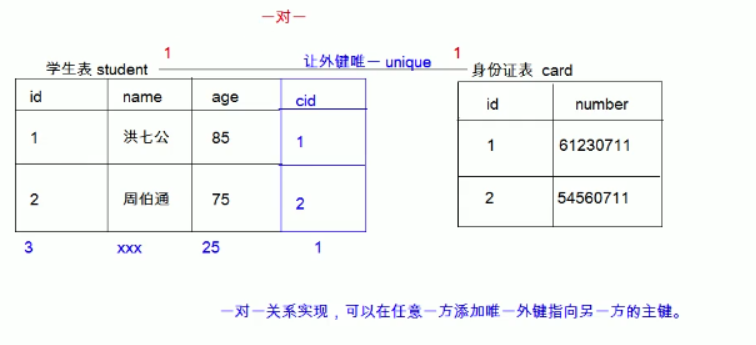 一对一
1 让外键唯一 unique 1
学生表 student 身份证表 card
id name age cid id number
1 洪七公 85 1 1 61230711
2 周伯通 75 2 2 54560711
3 xxx 25 1
一对一关系实现，可以在任意一方添加唯一外键指向另一方的主键。